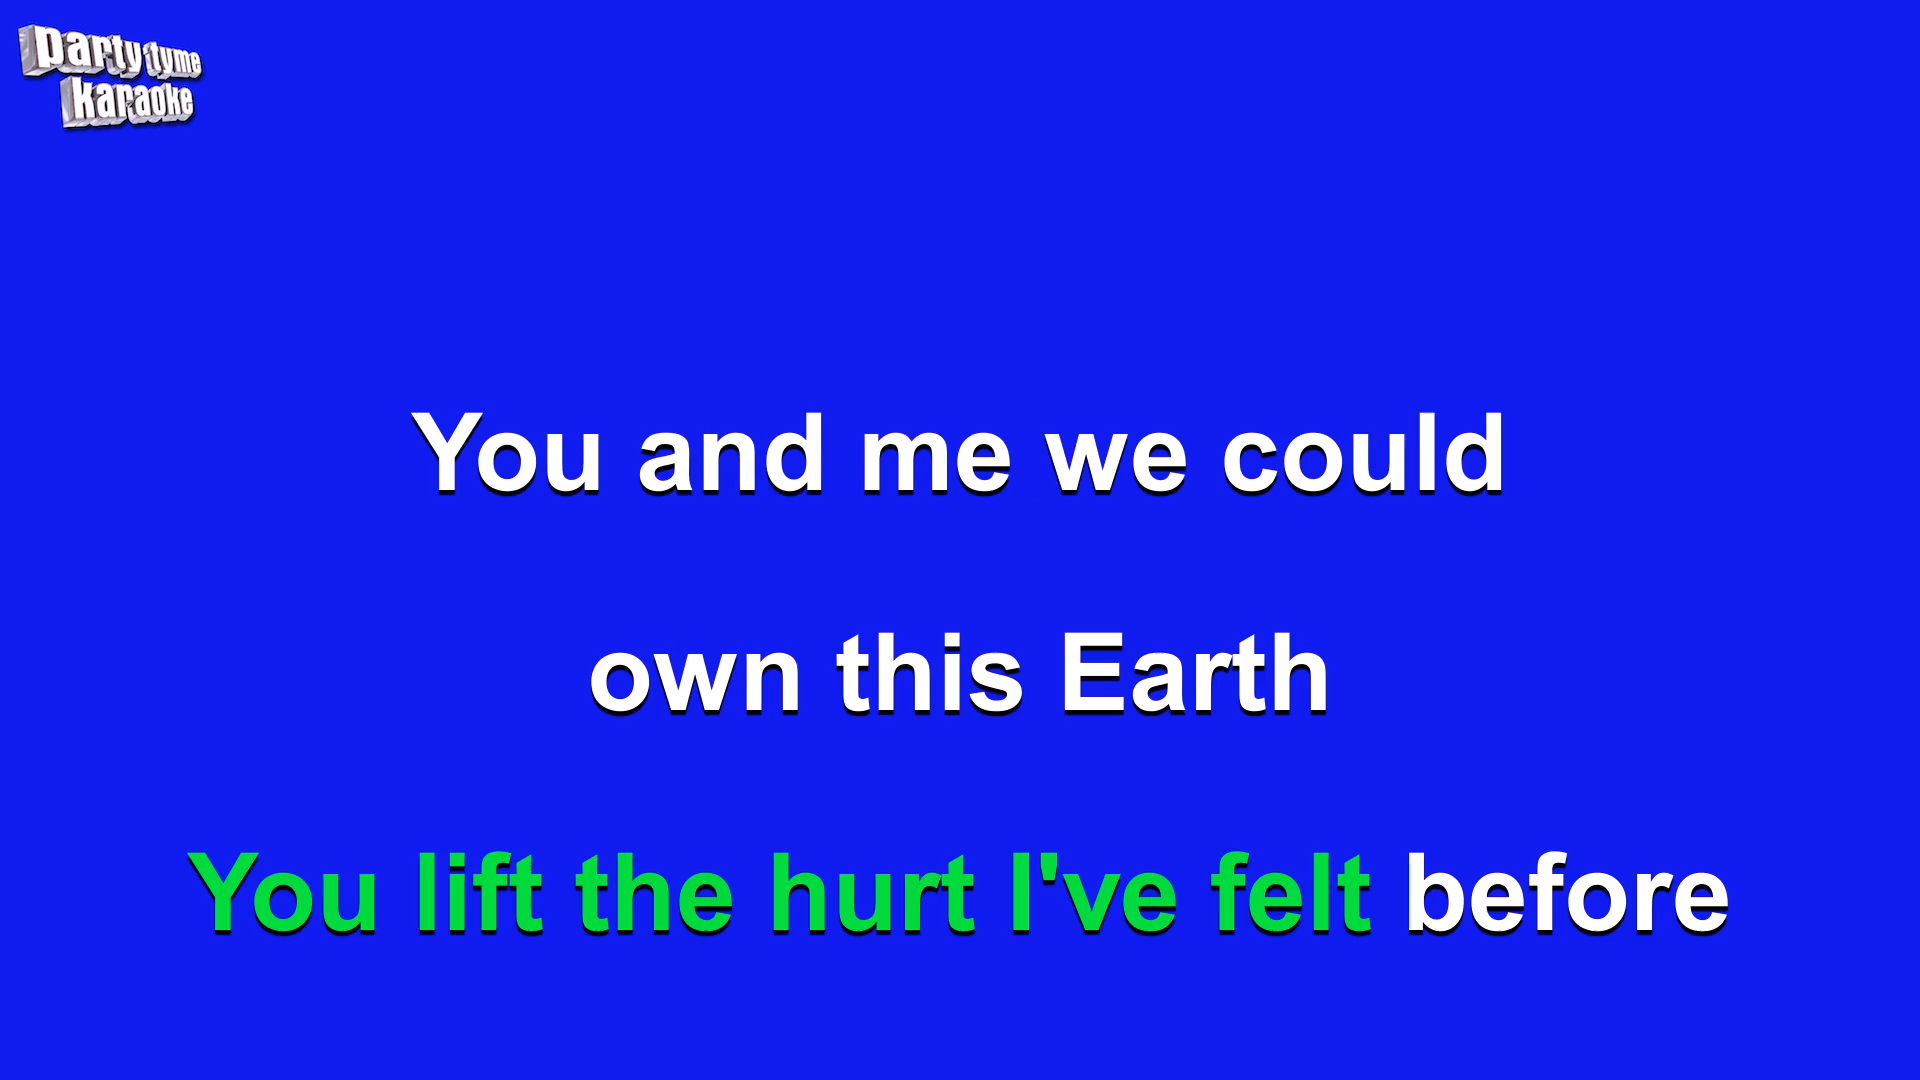 party tyme
karaoke
You and me we could
own this Earth
You lift the hurt I've felt before